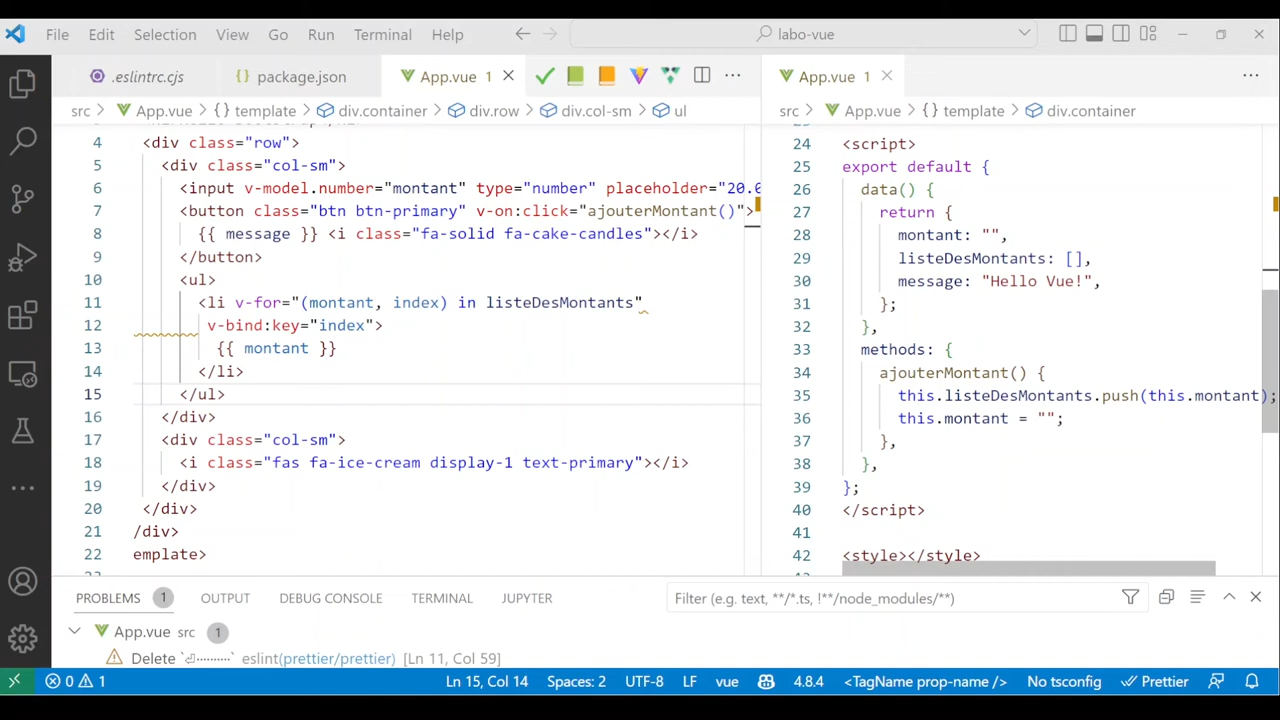 File Edit Selection View Go Run Terminal Help labo-vue
.eslintrc.cjs package.json App.vue 1
src > App.vue > {} template > div.container > div.row > div.col-sm > ul
4 <div class="row">
5 <div class="col-sm">
6 <input v-model.number="montant" type="number" placeholder="20.0
7 <button class="btn btn-primary" v-on:click="ajouterMontant()">
8 {{ message }} <i class="fa-solid fa-cake-candles"></i>
9 </button>
10 <ul>
11 <li v-for="(montant, index) in listeDesMontants"
12 v-bind:key="index">
13 {{ montant }}
14 </li>
15 </ul>
16 </div>
17 <div class="col-sm">
18 <i class="fas fa-ice-cream display-1 text-primary"></i>
19 </div>
20 </div>
21 /div>
22 emplate>
App.vue 1
src > App.vue > {} template > div.container
24 <script>
25 export default {
26 data() {
27 return {
28 montant: "",
29 listeDesMontants: [],
30 message: "Hello Vue!",
31 };
32 },
33 methods: {
34 ajouterMontant() {
35 this.listeDesMontants.push(this.montant);
36 this.montant = "";
37 },
38 },
39 };
40 </script>
41
42 <style></style>
PROBLEMS 1 OUTPUT DEBUG CONSOLE TERMINAL JUPYTER Filter (e.g. text, **/*.ts, !**/node_modules/**)
App.vue src 1
Delete `⏎··········` eslint(prettier/prettier) [Ln 11, Col 59]
0 1 Ln 15, Col 14 Spaces: 2 UTF-8 LF vue 4.8.4 <TagName prop-name /> No tsconfig Prettier